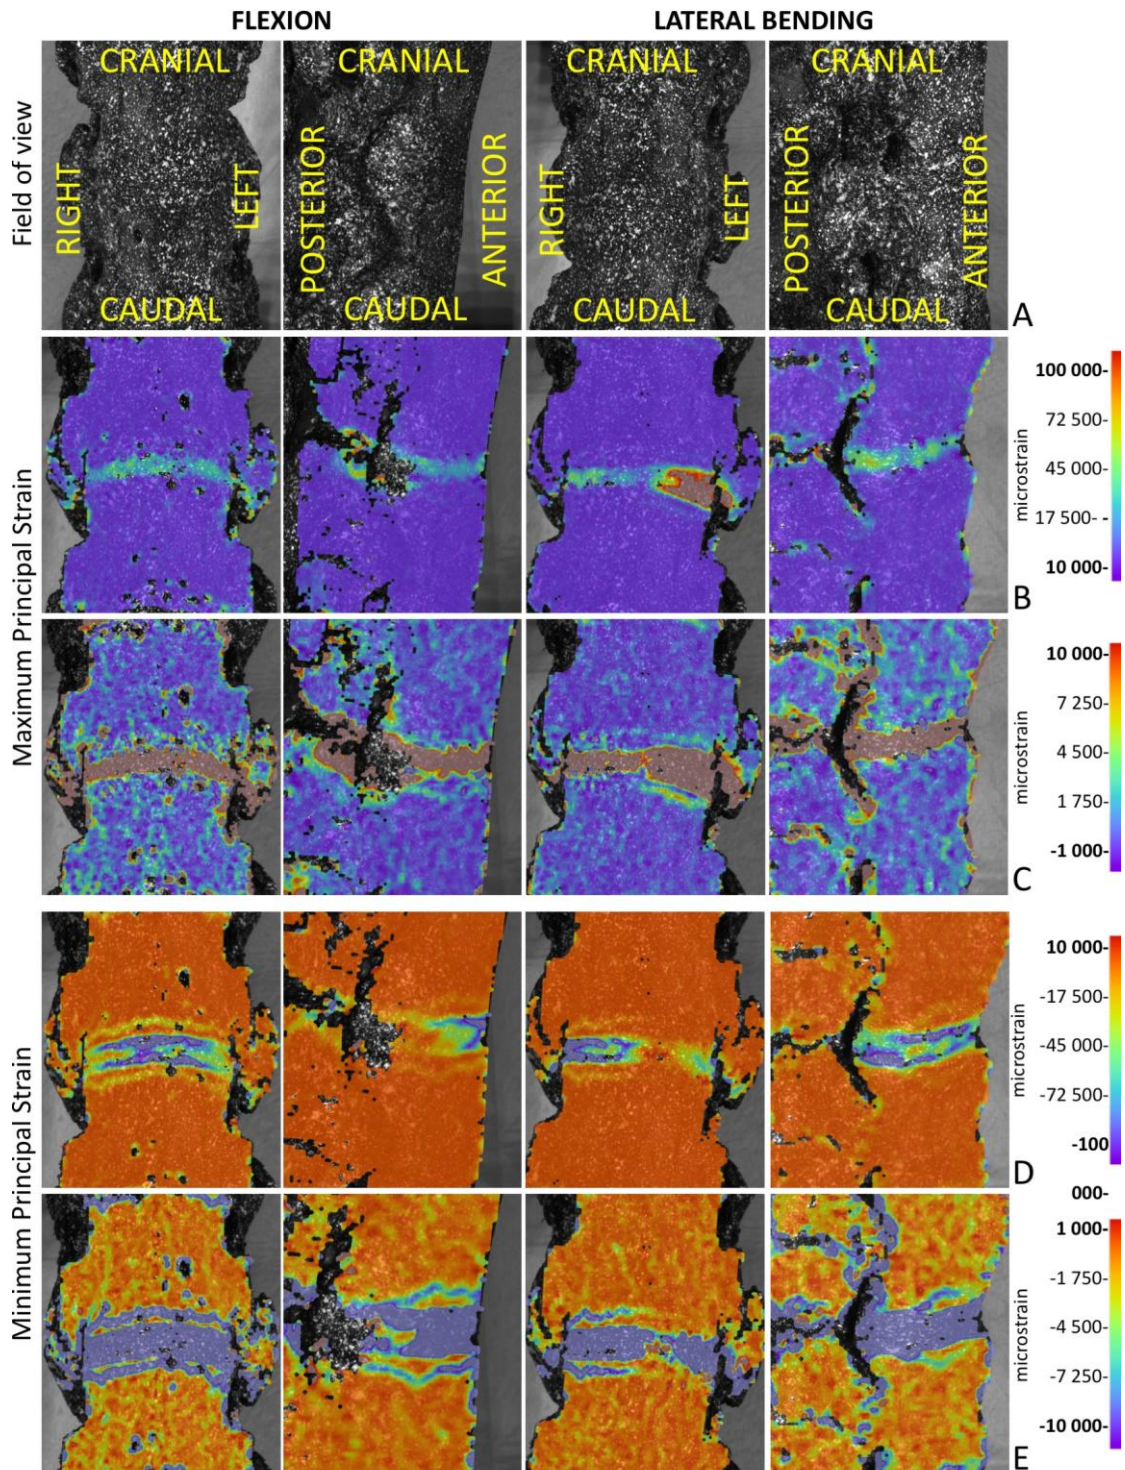 FLEXION
LATERAL BENDING
Field of view
CRANIAL
RIGHT
LEFT
CAUDAL
CRANIAL
POSTERIOR
ANTERIOR
CAUDAL
CRANIAL
RIGHT
LEFT
CAUDAL
CRANIAL
POSTERIOR
ANTERIOR
CAUDAL
A
Maximum Principal Strain
B
microstrain
100 000-
72 500-
45 000-
17 500- -
10 000-
C
microstrain
10 000-
7 250-
4 500-
1 750-
-1 000-
Minimum Principal Strain
D
microstrain
10 000-
-17 500-
-45 000-
-72 500-
-100
000-
E
microstrain
1 000-
-1 750-
-4 500-
-7 250-
-10 000-